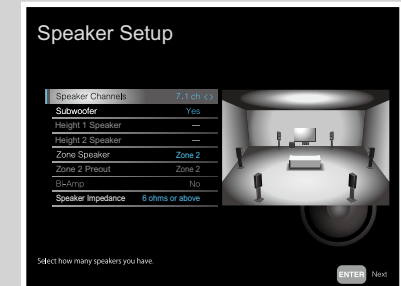 Speaker Setup
Speaker Channels 7.1 ch <>
Subwoofer Yes
Height 1 Speaker —
Height 2 Speaker —
Zone Speaker Zone 2
Zone 2 Preout Zone 2
Bi-Amp No
Speaker Impedance 6 ohms or above
Select how many speakers you have.
ENTER Next